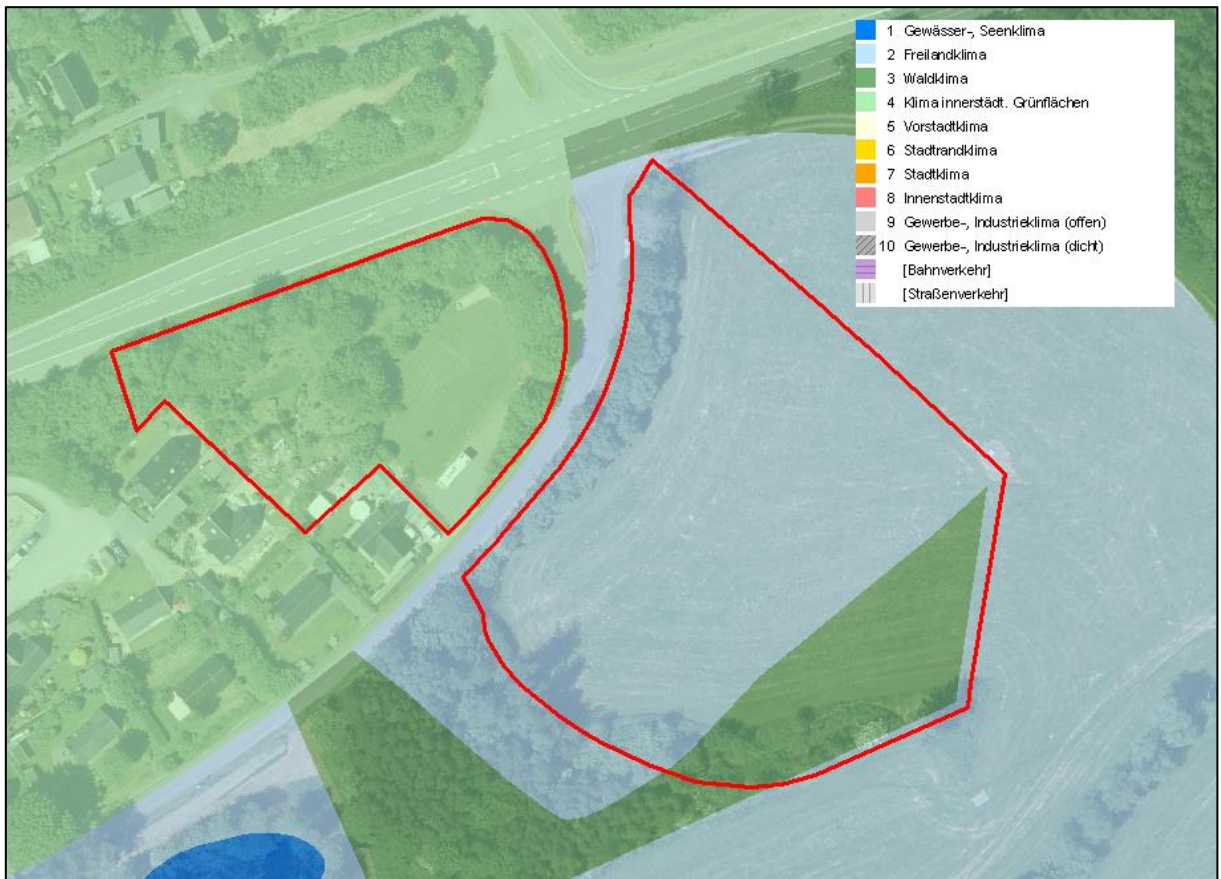 1 Gewässer-, Seenklima
2 Freilandklima
3 Waldklima
4 Klima innerstädt. Grünflächen
5 Vorstadtklima
6 Stadtrandklima
7 Stadtklima
8 Innenstadtklima
9 Gewerbe-, Industrieklima (offen)
10 Gewerbe-, Industrieklima (dicht)
[Bahnverkehr]
[Straßenverkehr]